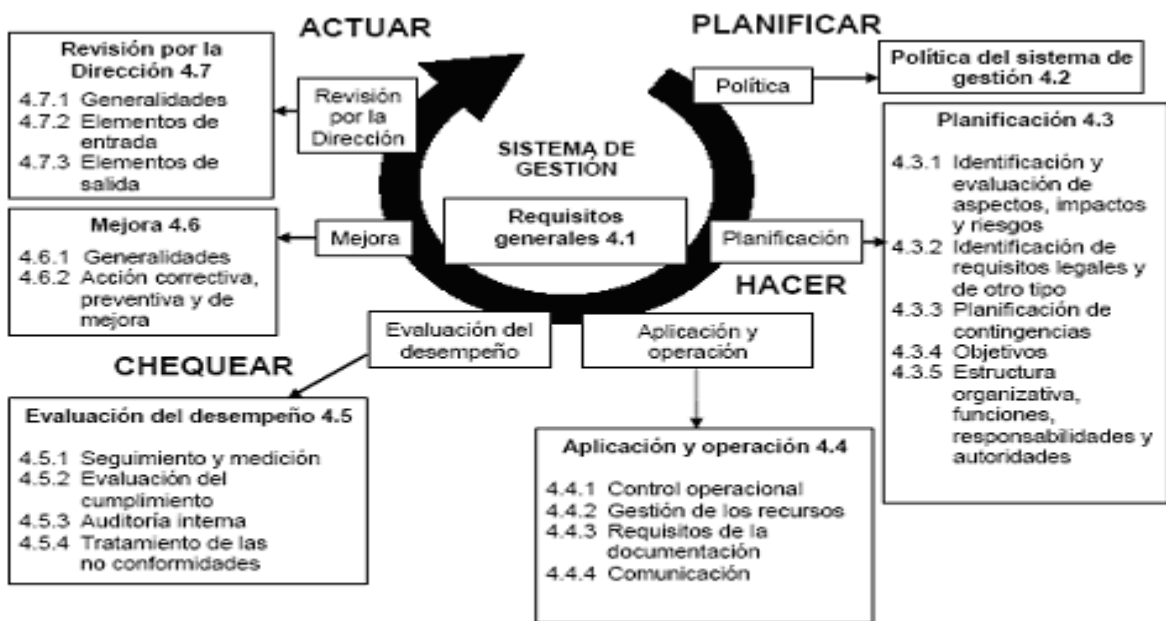 ACTUAR
PLANIFICAR
Revisión por la
Dirección 4.7
4.7.1 Generalidades
4.7.2 Elementos de
entrada
4.7.3 Elementos de
salida
Revisión
por la
Dirección
Política
Política del sistema de
gestión 4.2
SISTEMA DE
GESTIÓN
Requisitos
generales 4.1
Planificación 4.3
4.3.1 Identificación y
evaluación de
aspectos, impactos
y riesgos
4.3.2 Identificación de
requisitos legales y
de otro tipo
4.3.3 Planificación de
contingencias
4.3.4 Objetivos
4.3.5 Estructura
organizativa,
funciones,
responsabilidades y
autoridades
Mejora 4.6
4.6.1 Generalidades
4.6.2 Acción correctiva,
preventiva y de
mejora
Mejora
Planificación
HACER
Evaluación del
desempeño
Aplicación y
operación
CHEQUEAR
Evaluación del desempeño 4.5
4.5.1 Seguimiento y medición
4.5.2 Evaluación del
cumplimiento
4.5.3 Auditoría interna
4.5.4 Tratamiento de las
no conformidades
Aplicación y operación 4.4
4.4.1 Control operacional
4.4.2 Gestión de los recursos
4.4.3 Requisitos de la
documentación
4.4.4 Comunicación